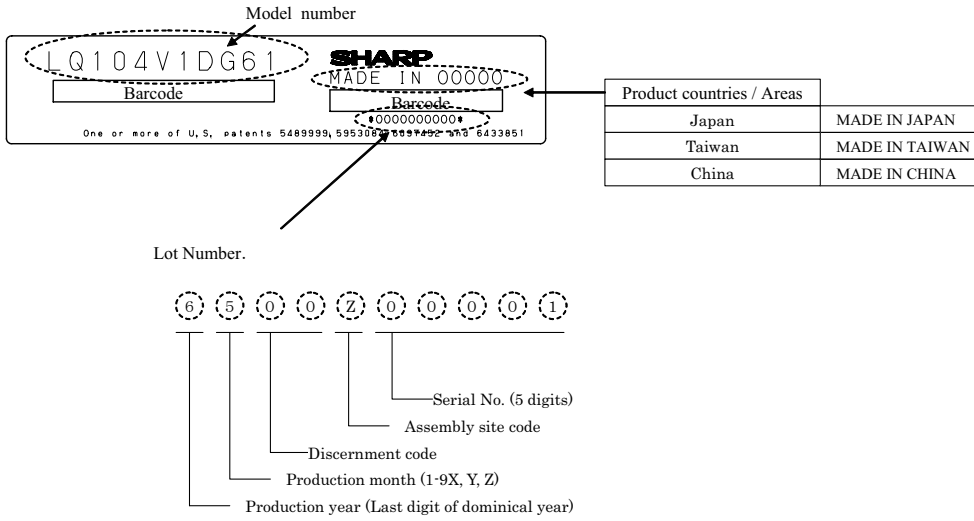 Model number
LQ104V1DG61
SHARP
MADE IN 00000
Barcode
Barcode
*0000000000*
One or more of U,S, patents 5489999, and 6433851
Product countries / Areas
Japan MADE IN JAPAN
Taiwan MADE IN TAIWAN
China MADE IN CHINA
Lot Number.
6 5 0 0 Z 0 0 0 0 1
Serial No. (5 digits)
Assembly site code
Discernment code
Production month (1-9X, Y, Z)
Production year (Last digit of dominical year)